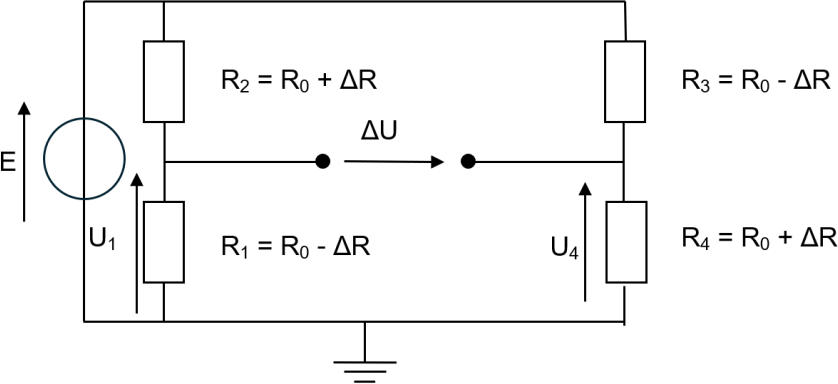 R₂ = R₀ + ΔR
R₃ = R₀ - ΔR
ΔU
E
U₁
R₁ = R₀ - ΔR
U₄
R₄ = R₀ + ΔR